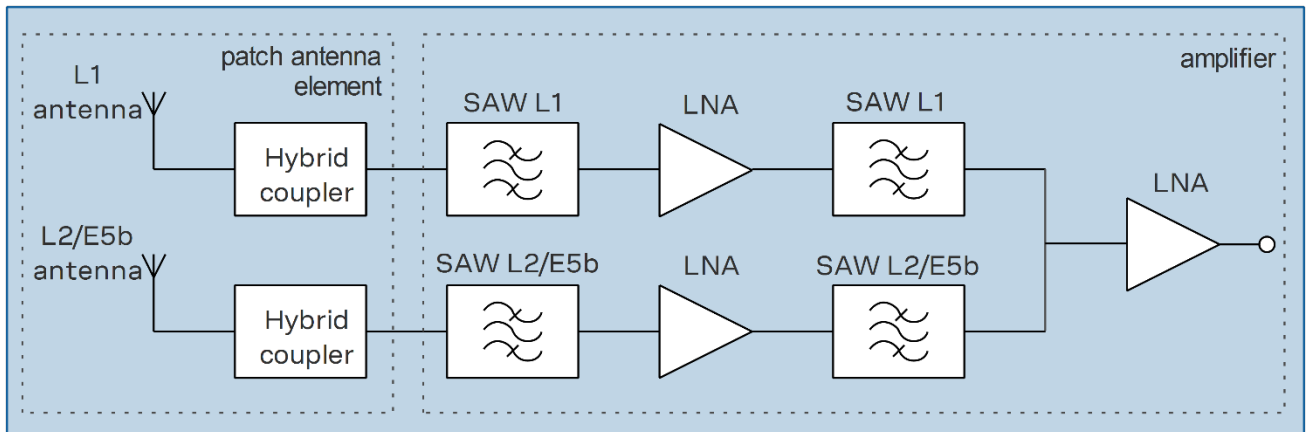 patch antenna
element
amplifier
L1
antenna
Hybrid
coupler
SAW L1
LNA
SAW L1
LNA
L2/E5b
antenna
Hybrid
coupler
SAW L2/E5b
LNA
SAW L2/E5b